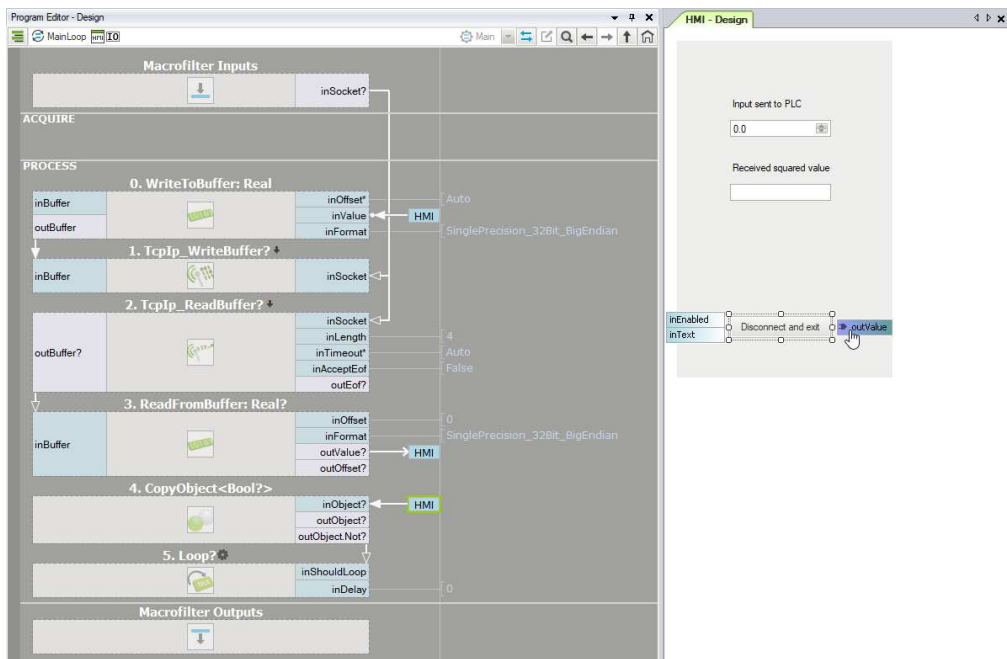 Program Editor - Design
MainLoop HMI IO
Main
Macrofilter Inputs
inSocket?
ACQUIRE
PROCESS
0. WriteToBuffer: Real
inBuffer
outBuffer
inOffset*
Auto
inValue
HMI
inFormat
SinglePrecision_32Bit_BigEndian
1. TcpIp_WriteBuffer?
inBuffer
inSocket
2. TcpIp_ReadBuffer?
outBuffer?
inSocket
inLength
4
inTimeout*
Auto
inAcceptEof
False
outEof?
3. ReadFromBuffer: Real?
inBuffer
inOffset
0
inFormat
SinglePrecision_32Bit_BigEndian
outValue?
HMI
outOffset?
4. CopyObject<Bool?>
inObject?
HMI
outObject?
outObject.Not?
5. Loop?
inShouldLoop
inDelay
0
Macrofilter Outputs
HMI - Design
Input sent to PLC
0.0
Received squared value
inEnabled
inText
Disconnect and exit
outValue